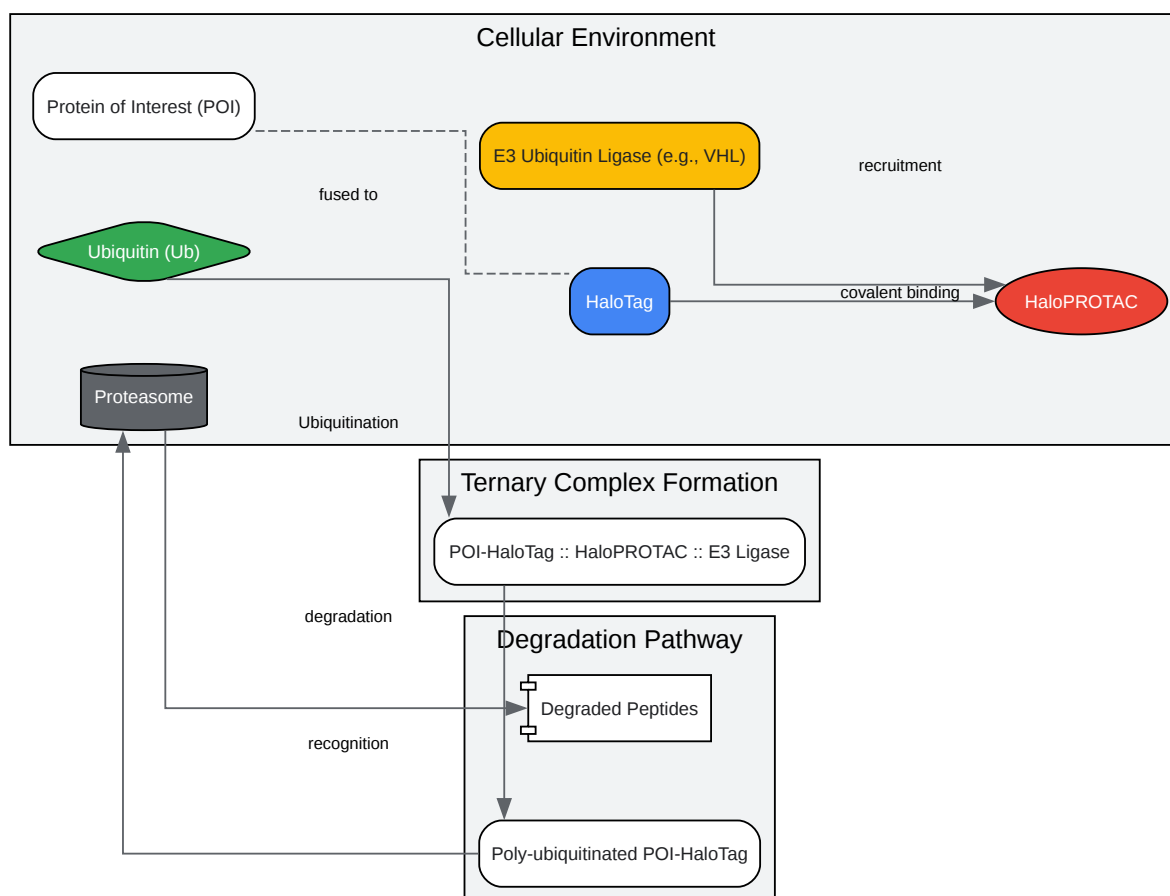 Cellular Environment
Protein of Interest (POI)
E3 Ubiquitin Ligase (e.g., VHL)
recruitment
fused to
Ubiquitin (Ub)
HaloTag
covalent binding
HaloPROTAC
Proteasome
Ubiquitination
Ternary Complex Formation
POI-HaloTag :: HaloPROTAC :: E3 Ligase
degradation
Degradation Pathway
Degraded Peptides
recognition
Poly-ubiquitinated POI-HaloTag